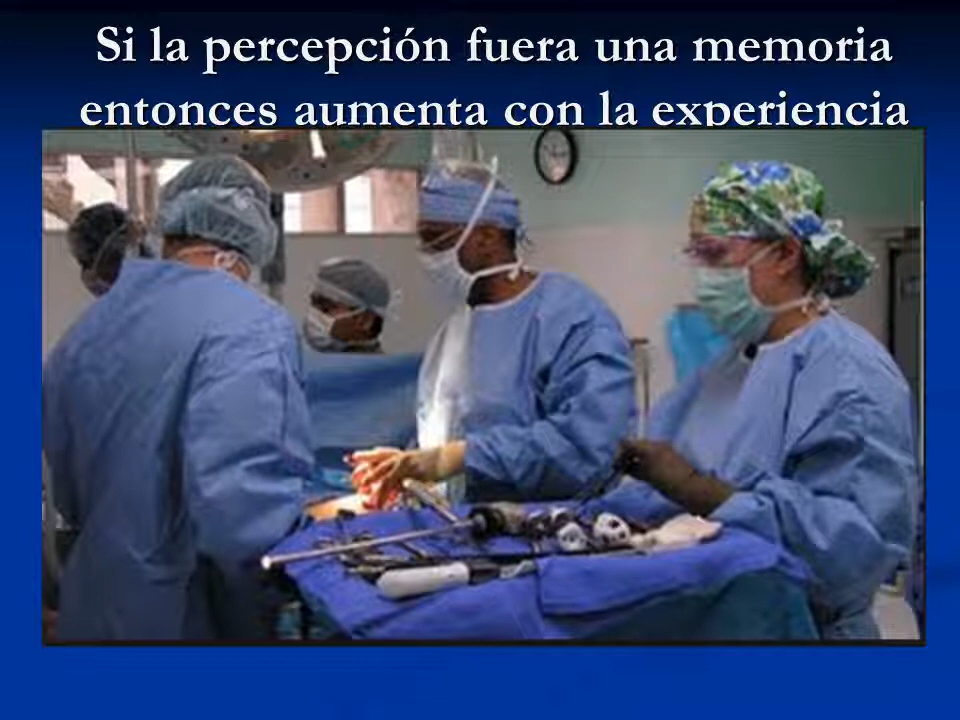 Si la percepción fuera una memoria
entonces aumenta con la experiencia